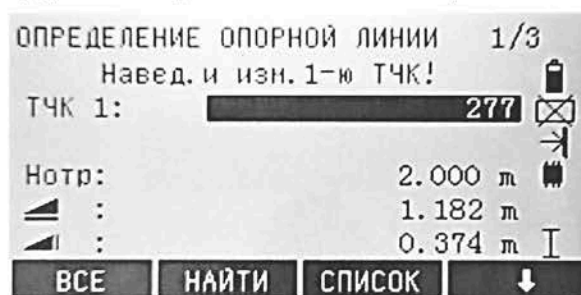 ОПРЕДЕЛЕНИЕ ОПОРНОЙ ЛИНИИ 1/3
Навед.и изм.1-ю ТЧК!
ТЧК 1: 277
Hотр: 2.000 m
: 1.182 m
: 0.374 m
ВСЕ НАЙТИ СПИСОК